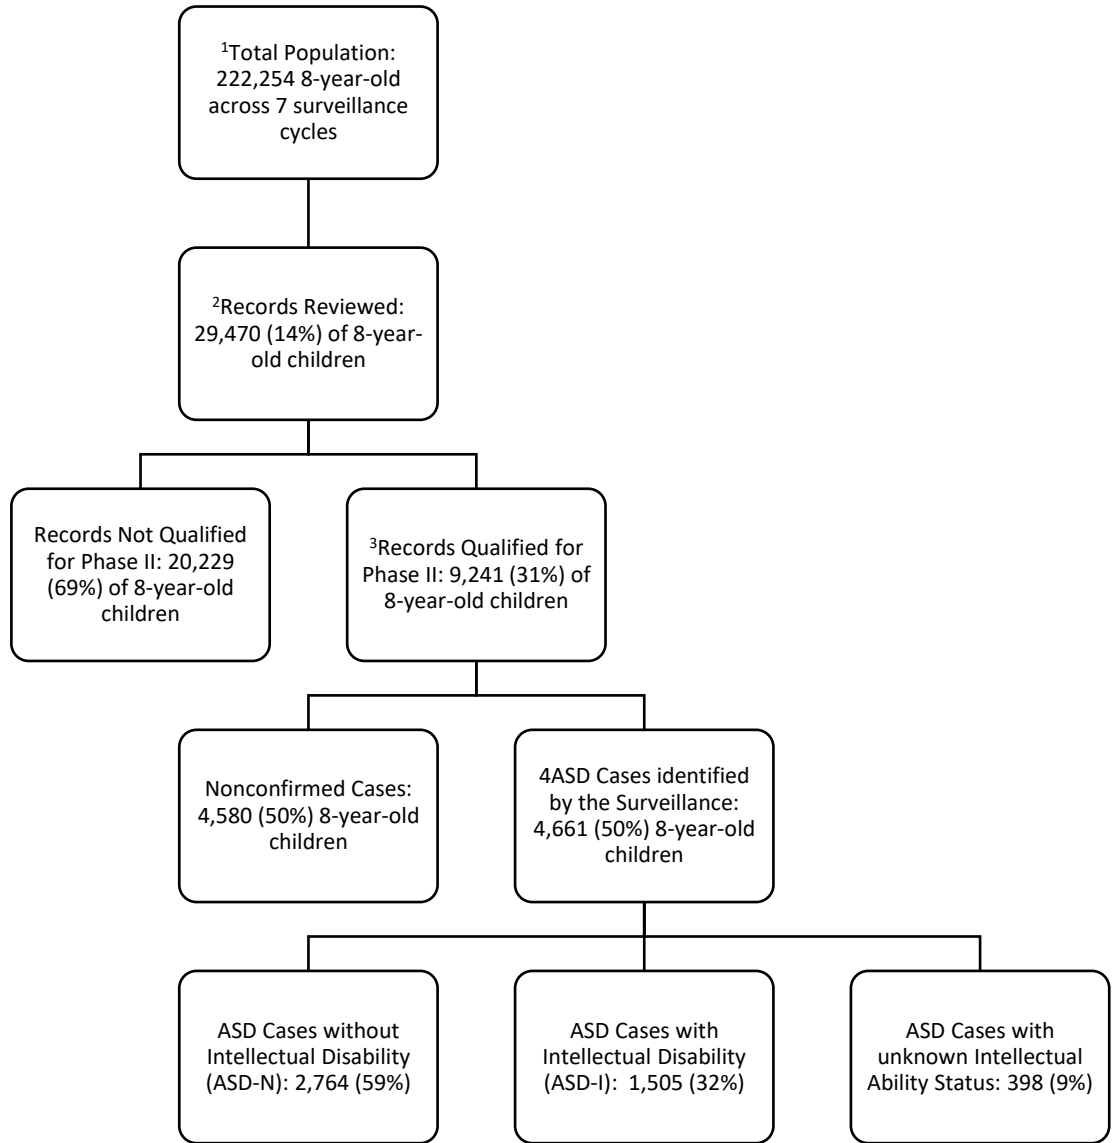 ¹Total Population:
222,254 8-year-old
across 7 surveillance
cycles
²Records Reviewed:
29,470 (14%) of 8-year-
old children
Records Not Qualified
for Phase II: 20,229
(69%) of 8-year-old
children
³Records Qualified for
Phase II: 9,241 (31%) of
8-year-old children
Nonconfirmed Cases:
4,580 (50%) 8-year-old
children
4ASD Cases identified
by the Surveillance:
4,661 (50%) 8-year-old
children
ASD Cases without
Intellectual Disability
(ASD-N): 2,764 (59%)
ASD Cases with
Intellectual Disability
(ASD-I): 1,505 (32%)
ASD Cases with
unknown Intellectual
Ability Status: 398 (9%)